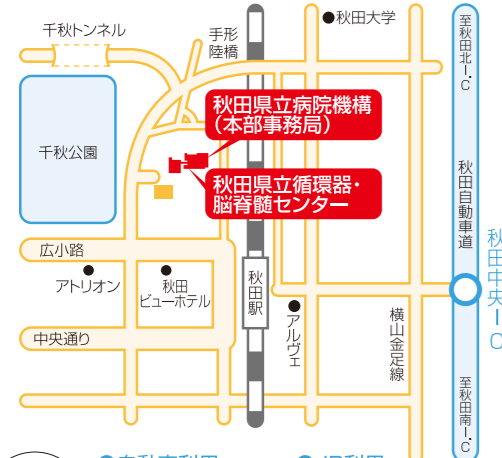 千秋トンネル
手形
陸橋
●秋田大学
至秋田北I.C
千秋公園
秋田県立病院機構
（本部事務局）
秋田県立循環器・
脳脊髄センター
秋田自動車道
秋田中央I.C
広小路
アトリオン
秋田
ビューホテル
秋田駅
アルヴェ
横山金足線
中央通り
至秋田南I.C